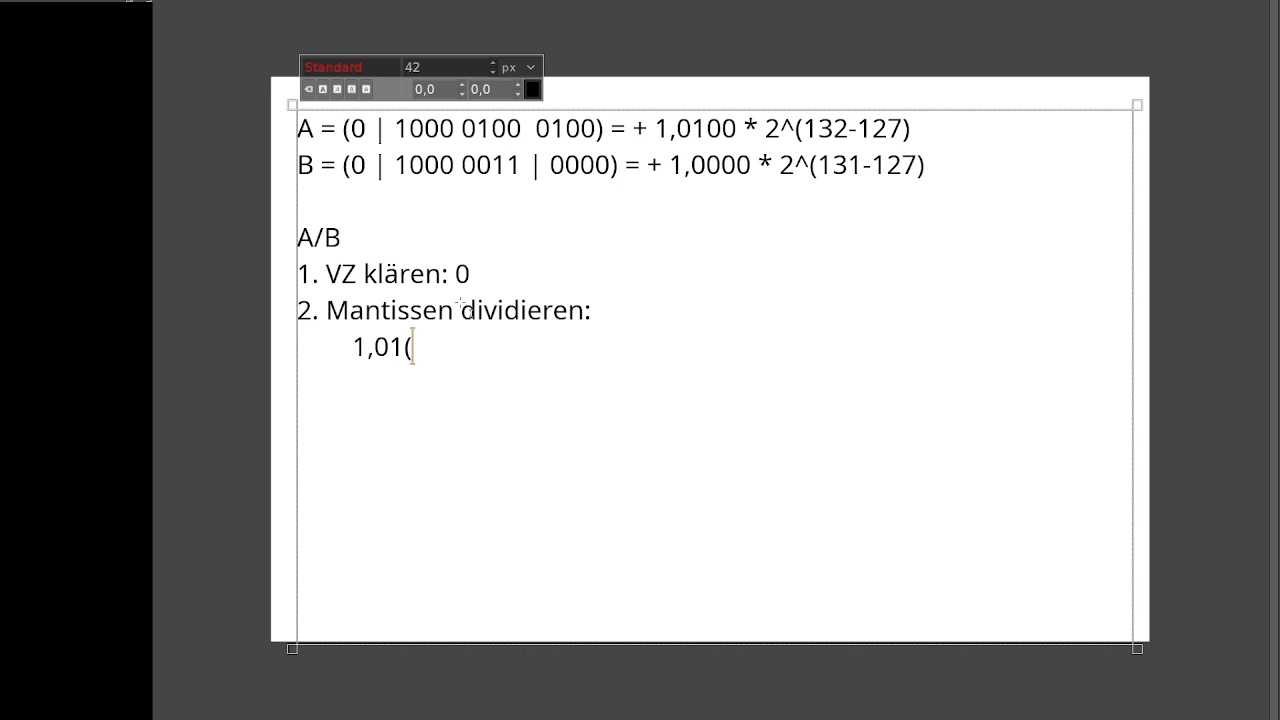 Standard 42 px
0,0 0,0
A = (0 | 1000 0100  0100) = + 1,0100 * 2^(132-127)
B = (0 | 1000 0011 | 0000) = + 1,0000 * 2^(131-127)
A/B
1. VZ klären: 0
2. Mantissen dividieren:
1,01(